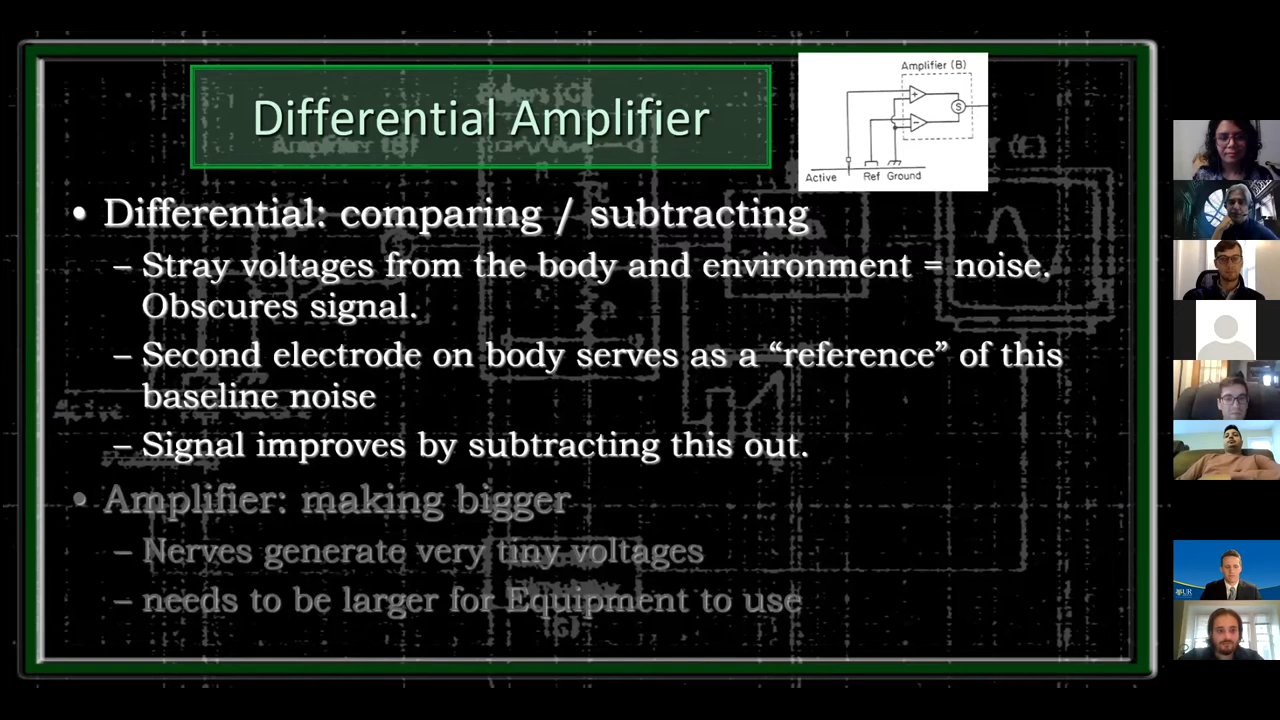 Amplifier (B)
+
S
−
Active Ref Ground
Differential Amplifier
• Differential: comparing / subtracting
– Stray voltages from the body and environment = noise.
Obscures signal.
– Second electrode on body serves as a “reference” of this
baseline noise
– Signal improves by subtracting this out.
• Amplifier: making bigger
– Nerves generate very tiny voltages
– needs to be larger for Equipment to use
UR